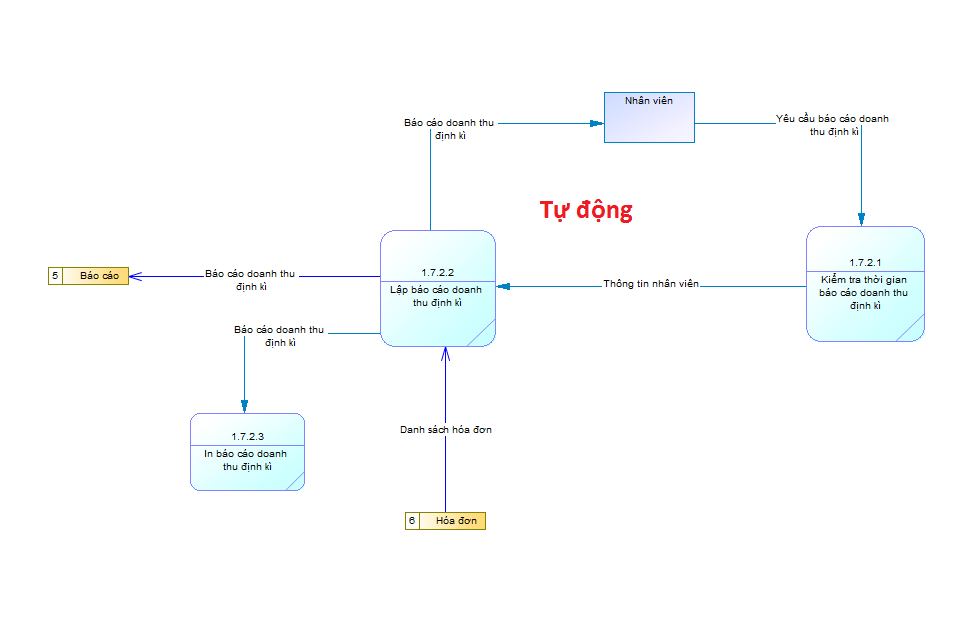 Nhân viên
Báo cáo doanh thu
định kì
Yêu cầu báo cáo doanh
thu định kì
Tự động
1.7.2.2
Lập báo cáo doanh
thu định kì
1.7.2.1
Kiểm tra thời gian
báo cáo doanh thu
định kì
5 Báo cáo
Báo cáo doanh thu
định kì
Thông tin nhân viên
Báo cáo doanh thu
định kì
1.7.2.3
In báo cáo doanh
thu định kì
Danh sách hóa đơn
6 Hóa đơn